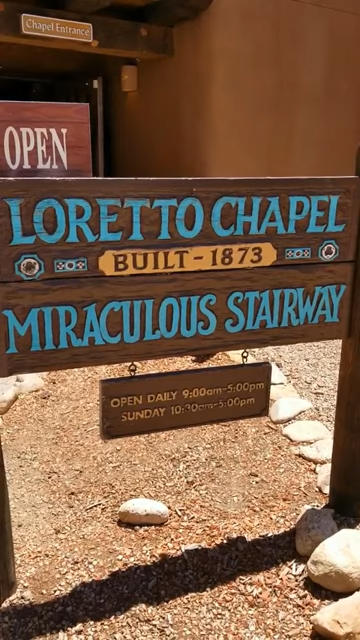 Chapel Entrance
OPEN
LORETTO CHAPEL
BUILT-1873
MIRACULOUS STAIRWAY
OPEN DAILY 9:00am-5:00pm
SUNDAY 10:30am-5:00pm